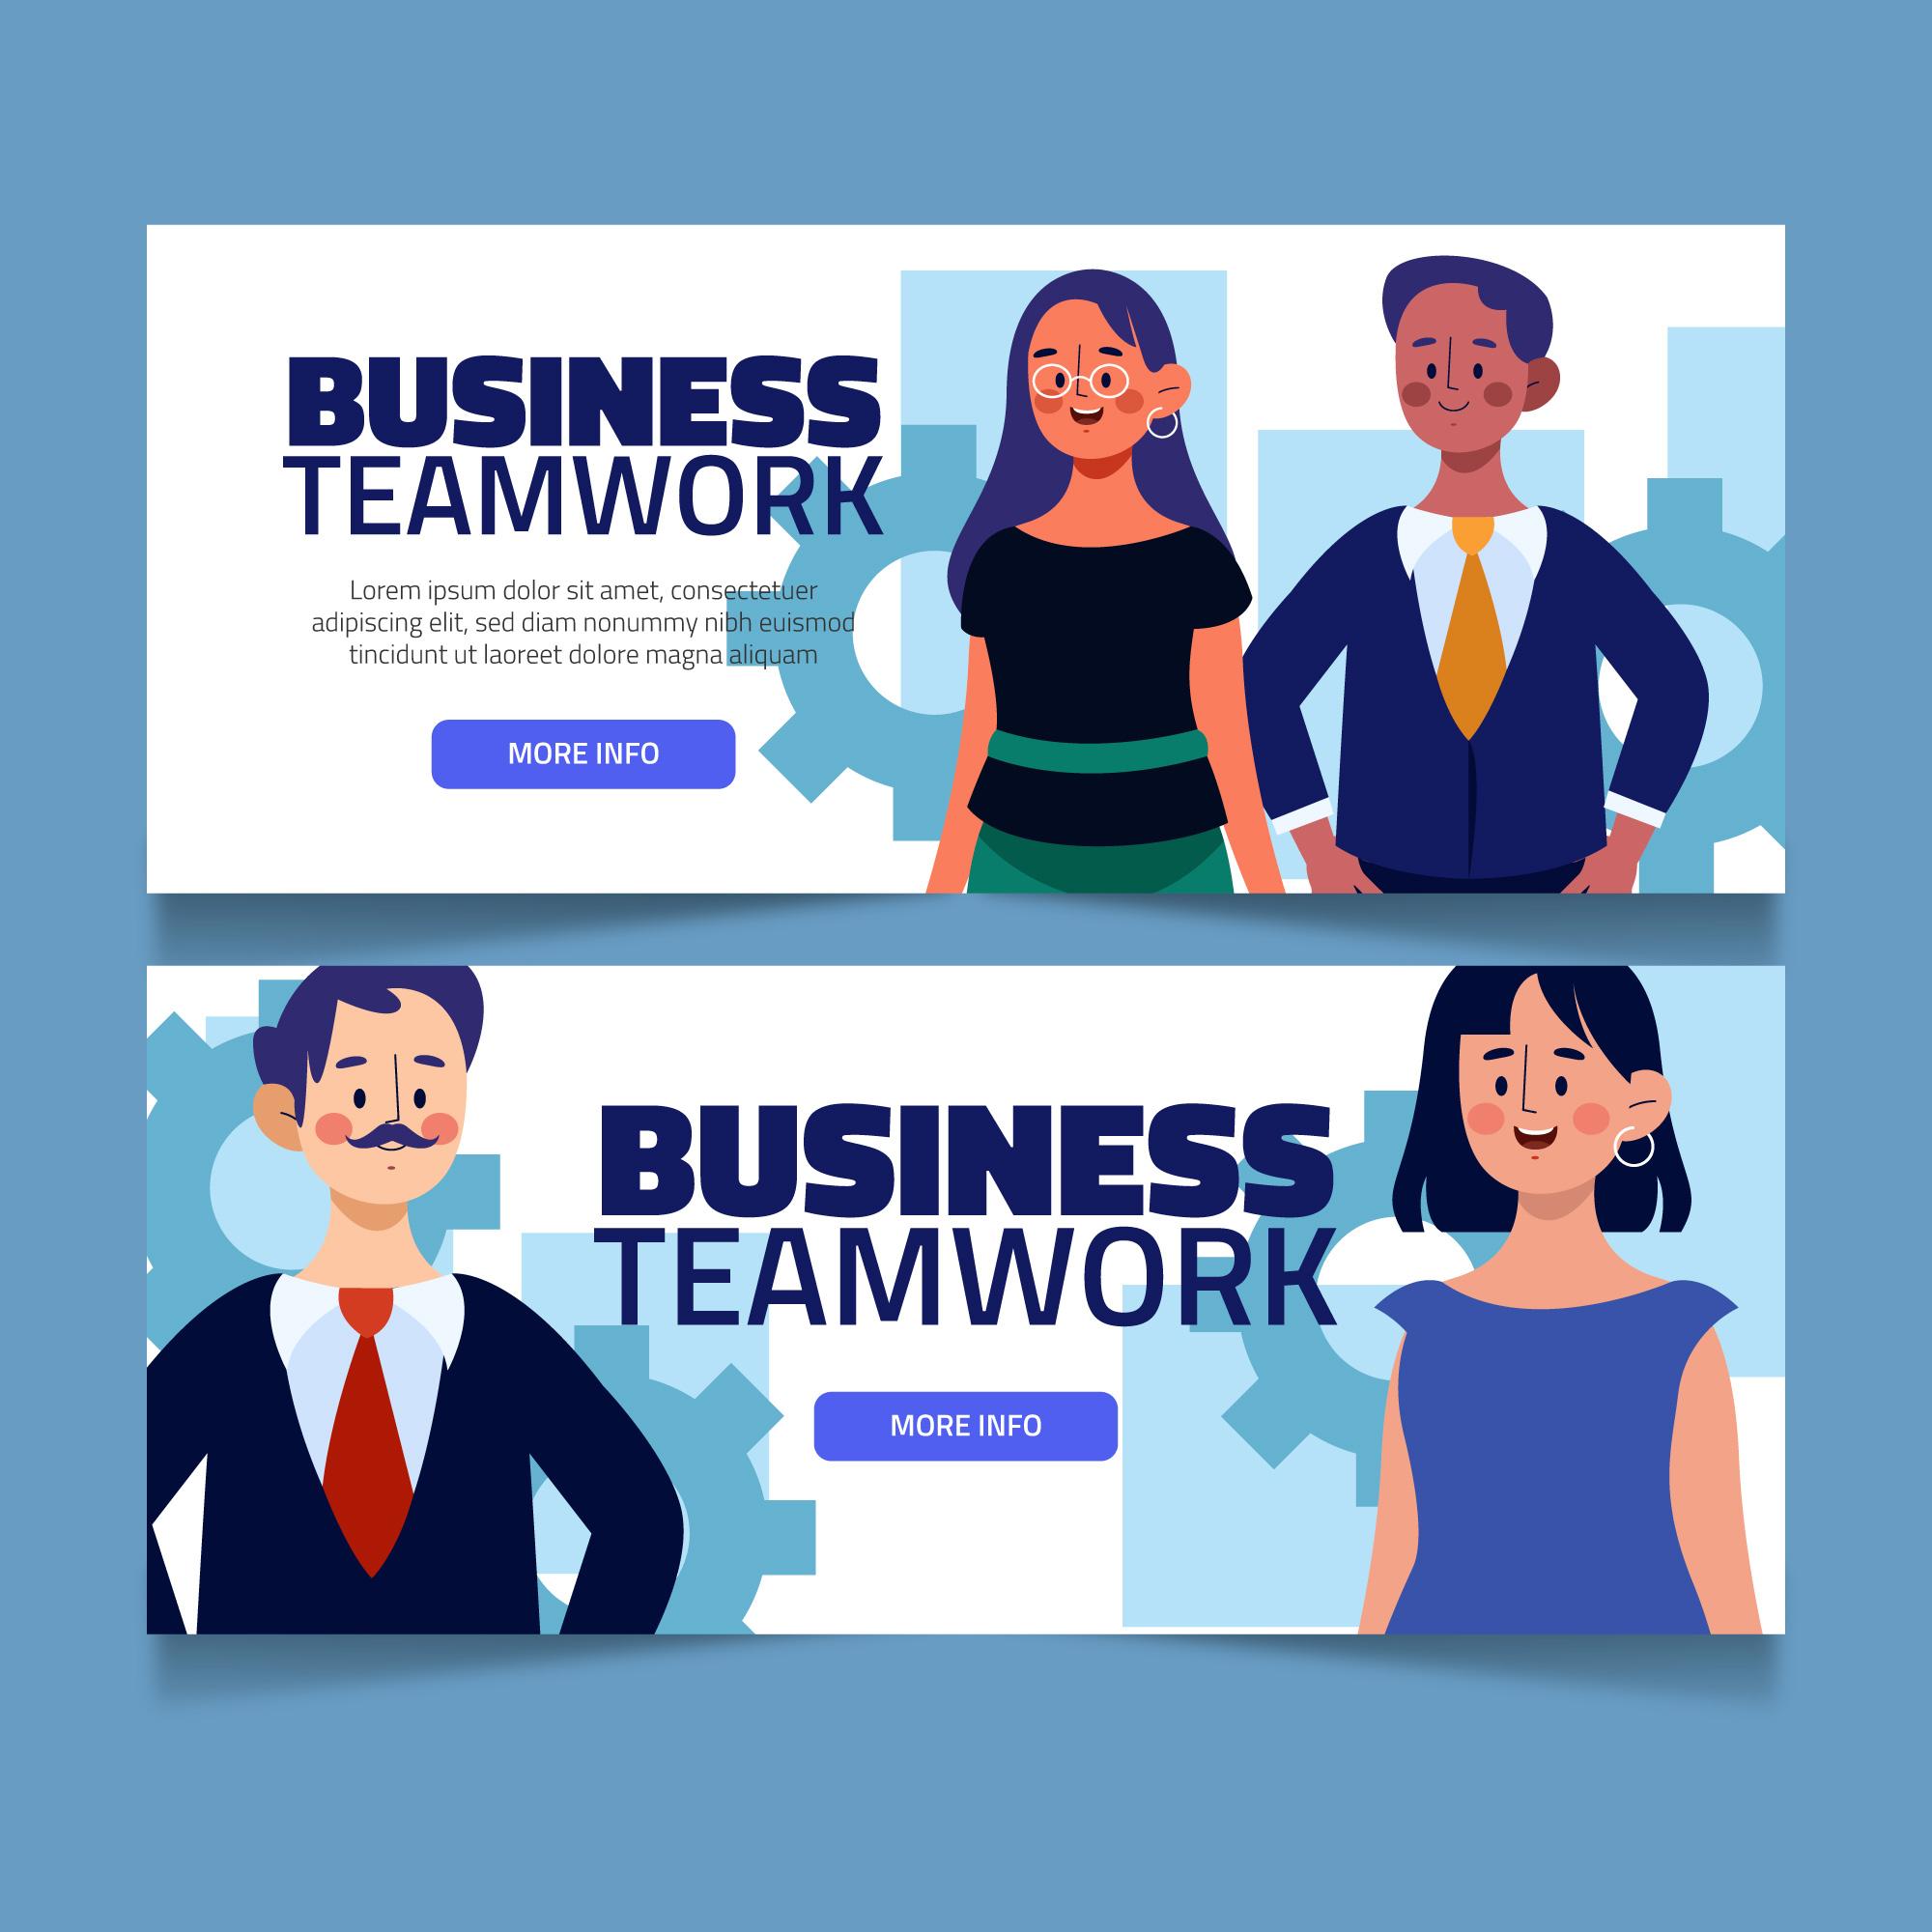 BUSINESS
TEAMWORK
Lorem ipsum dolor sit amet, consectetuer
adipiscing elit, sed diam nonummy nibh euismod
tincidunt ut laoreet dolore magna aliquam
MORE INFO
BUSINESS
TEAMWORK
MORE INFO